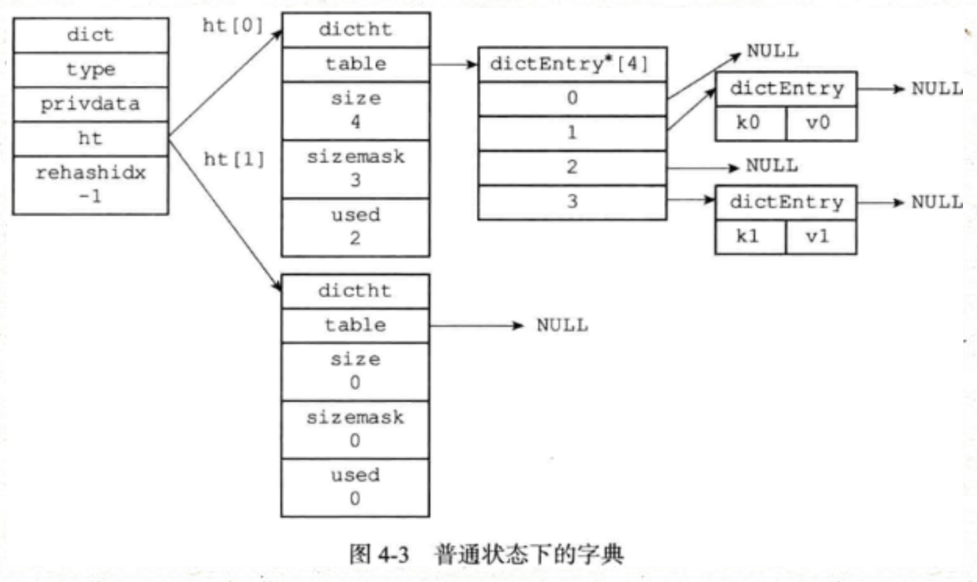 dict
type
privdata
ht
rehashidx
-1
ht[0]
ht[1]
dictht
table
size
4
sizemask
3
used
2
dictht
table
size
0
sizemask
0
used
0
NULL
dictEntry*[4]
0
1
2
3
NULL
dictEntry
k0 v0
NULL
NULL
dictEntry
k1 v1
NULL
图 4-3 普通状态下的字典